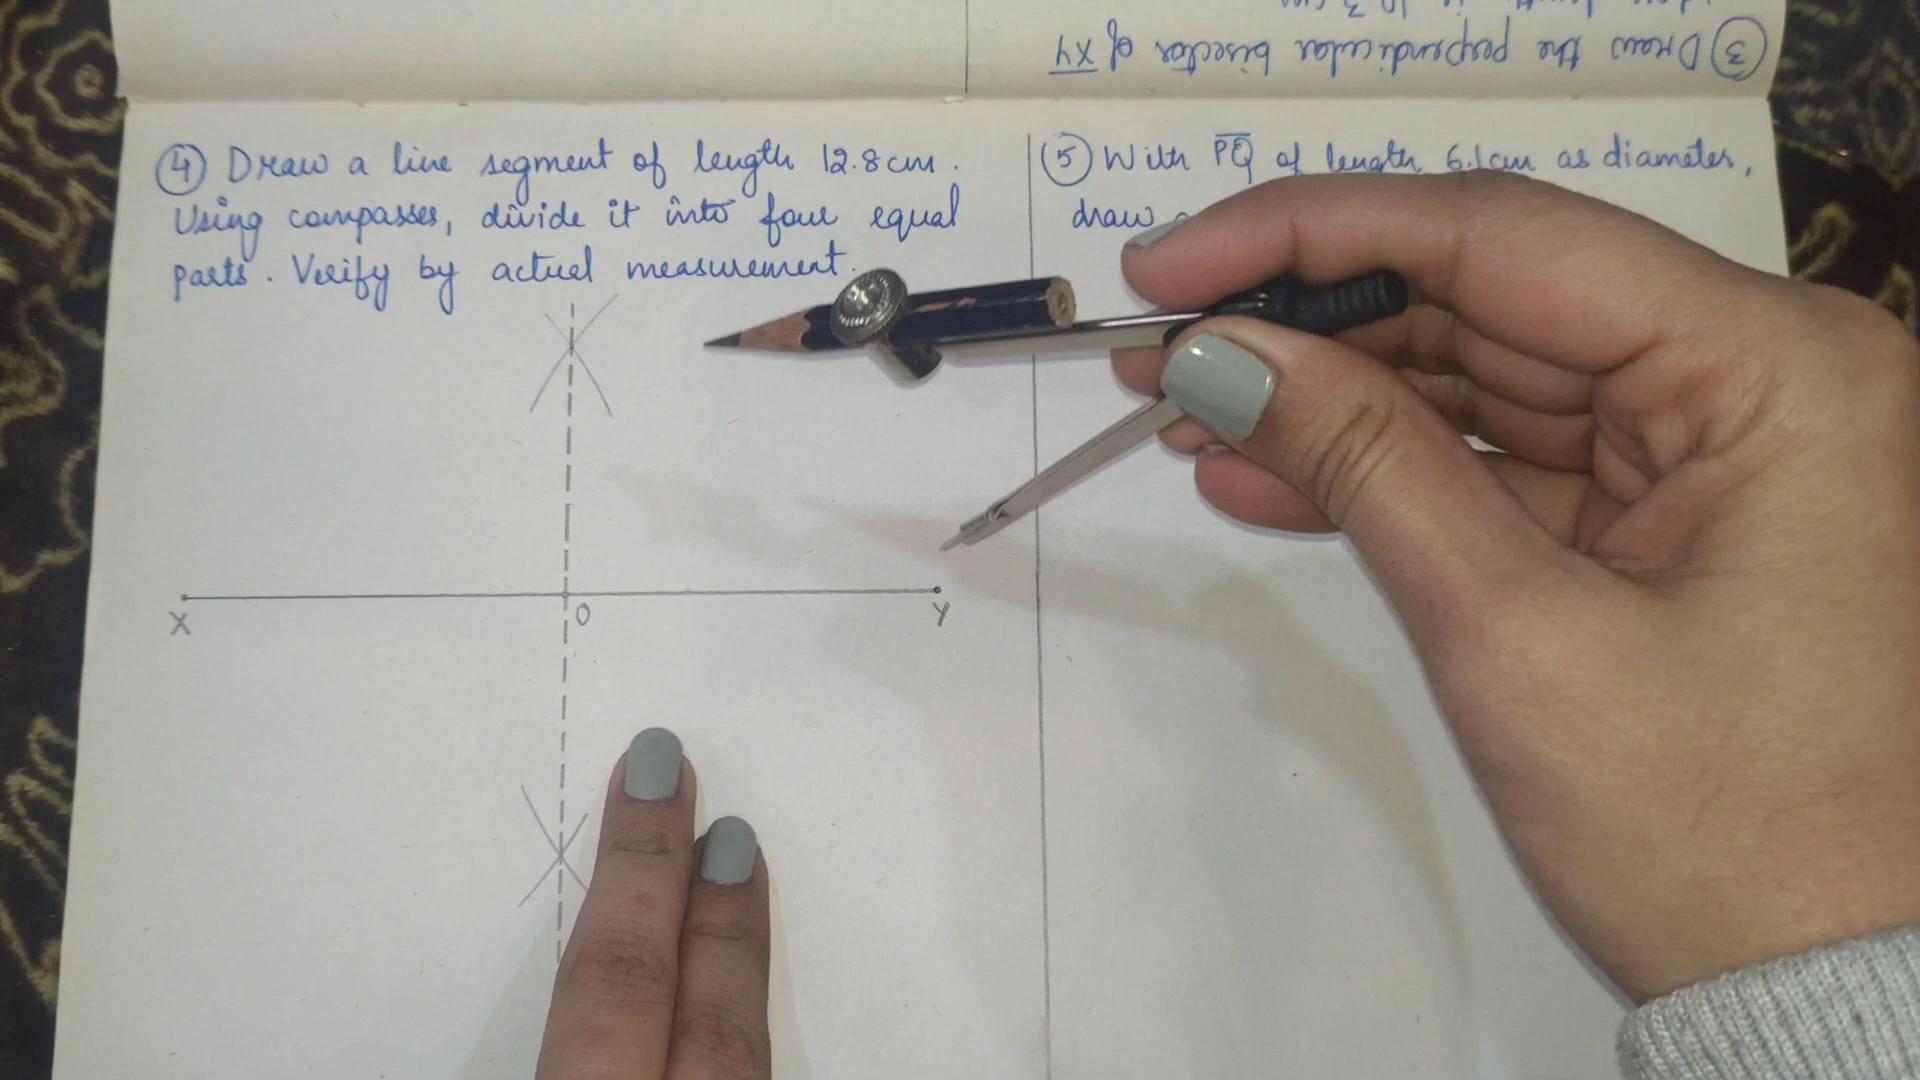 ③ Draw the perpendicular bisector of XY
④ Draw a line segment of length 12.8 cm.
Using compasses, divide it into four equal
parts. Verify by actual measurement.
⑤ With PQ of length 6.1cm as diameter,
draw
X
O
Y